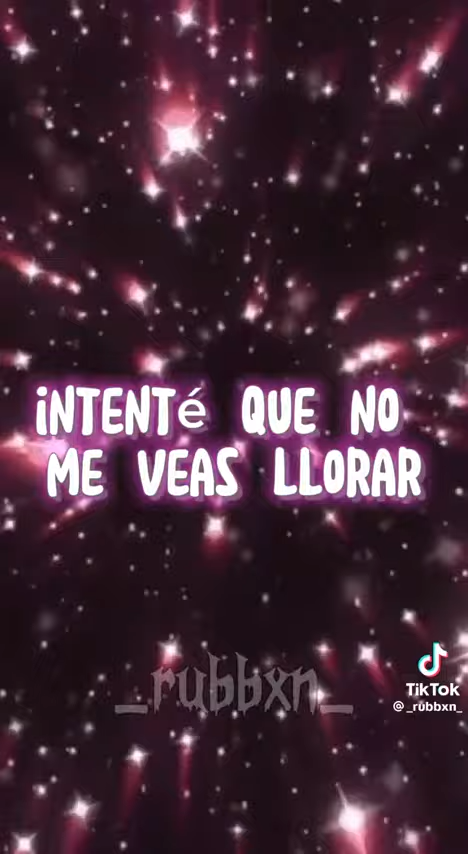 iNTENTé QUE NO
ME VEAS LLORAR
_rubbxn_
TikTok
@_rubbxn_